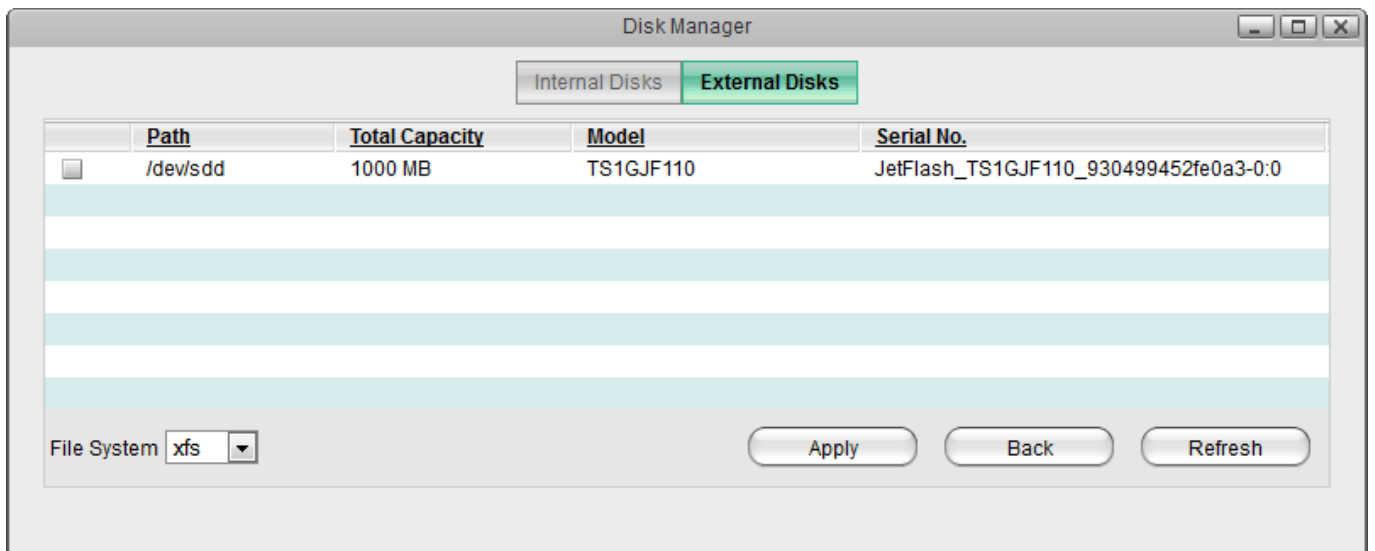 Disk Manager
Internal Disks External Disks
Path Total Capacity Model Serial No.
/dev/sdd 1000 MB TS1GJF110 JetFlash_TS1GJF110_930499452fe0a3-0:0
File System xfs Apply Back Refresh